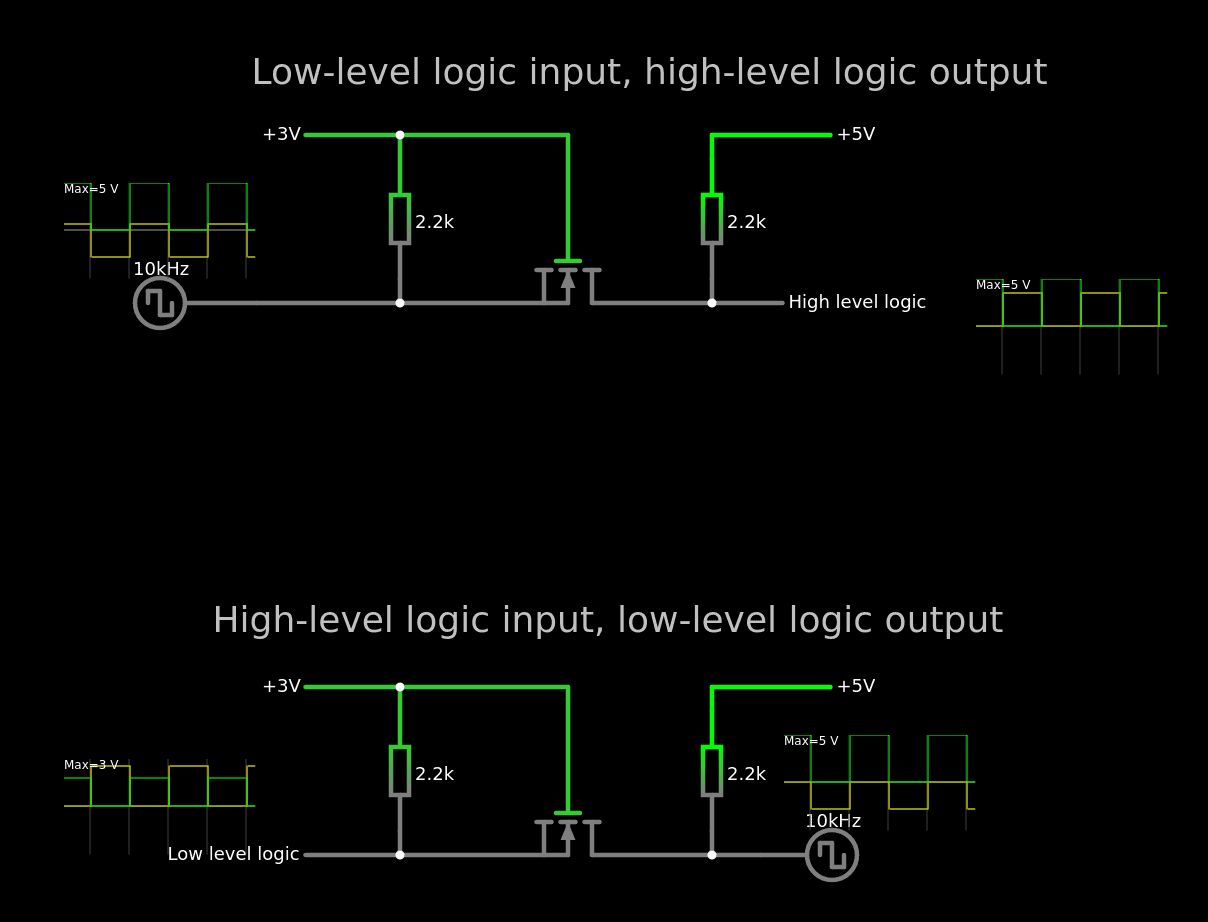 Low-level logic input, high-level logic output
+3V
+5V
Max=5 V
2.2k
2.2k
10kHz
Max=5 V
High level logic
High-level logic input, low-level logic output
+3V
+5V
Max=5 V
Max=3 V
2.2k
2.2k
10kHz
Low level logic